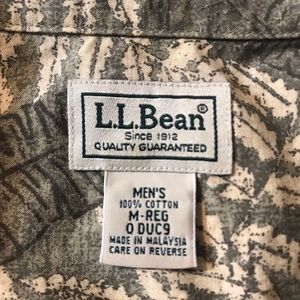 L.L.Bean®
Since 1912
QUALITY GUARANTEED
MEN'S
100% COTTON
M-REG
0 DUC9
MADE IN MALAYSIA
CARE ON REVERSE